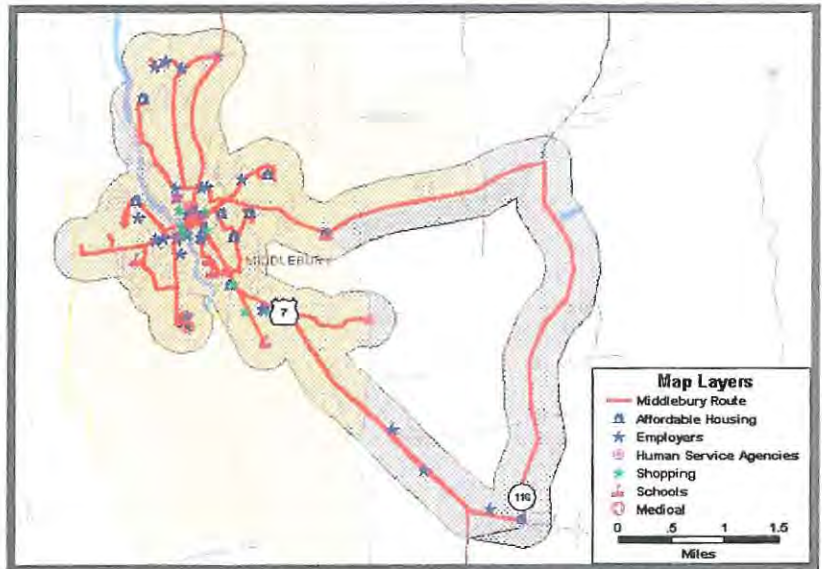 MIDDLEBURY
7
116
Map Layers
Middlebury Route
Affordable Housing
Employers
Human Service Agencies
Shopping
Schools
Medical
0 .5 1 1.5
Miles